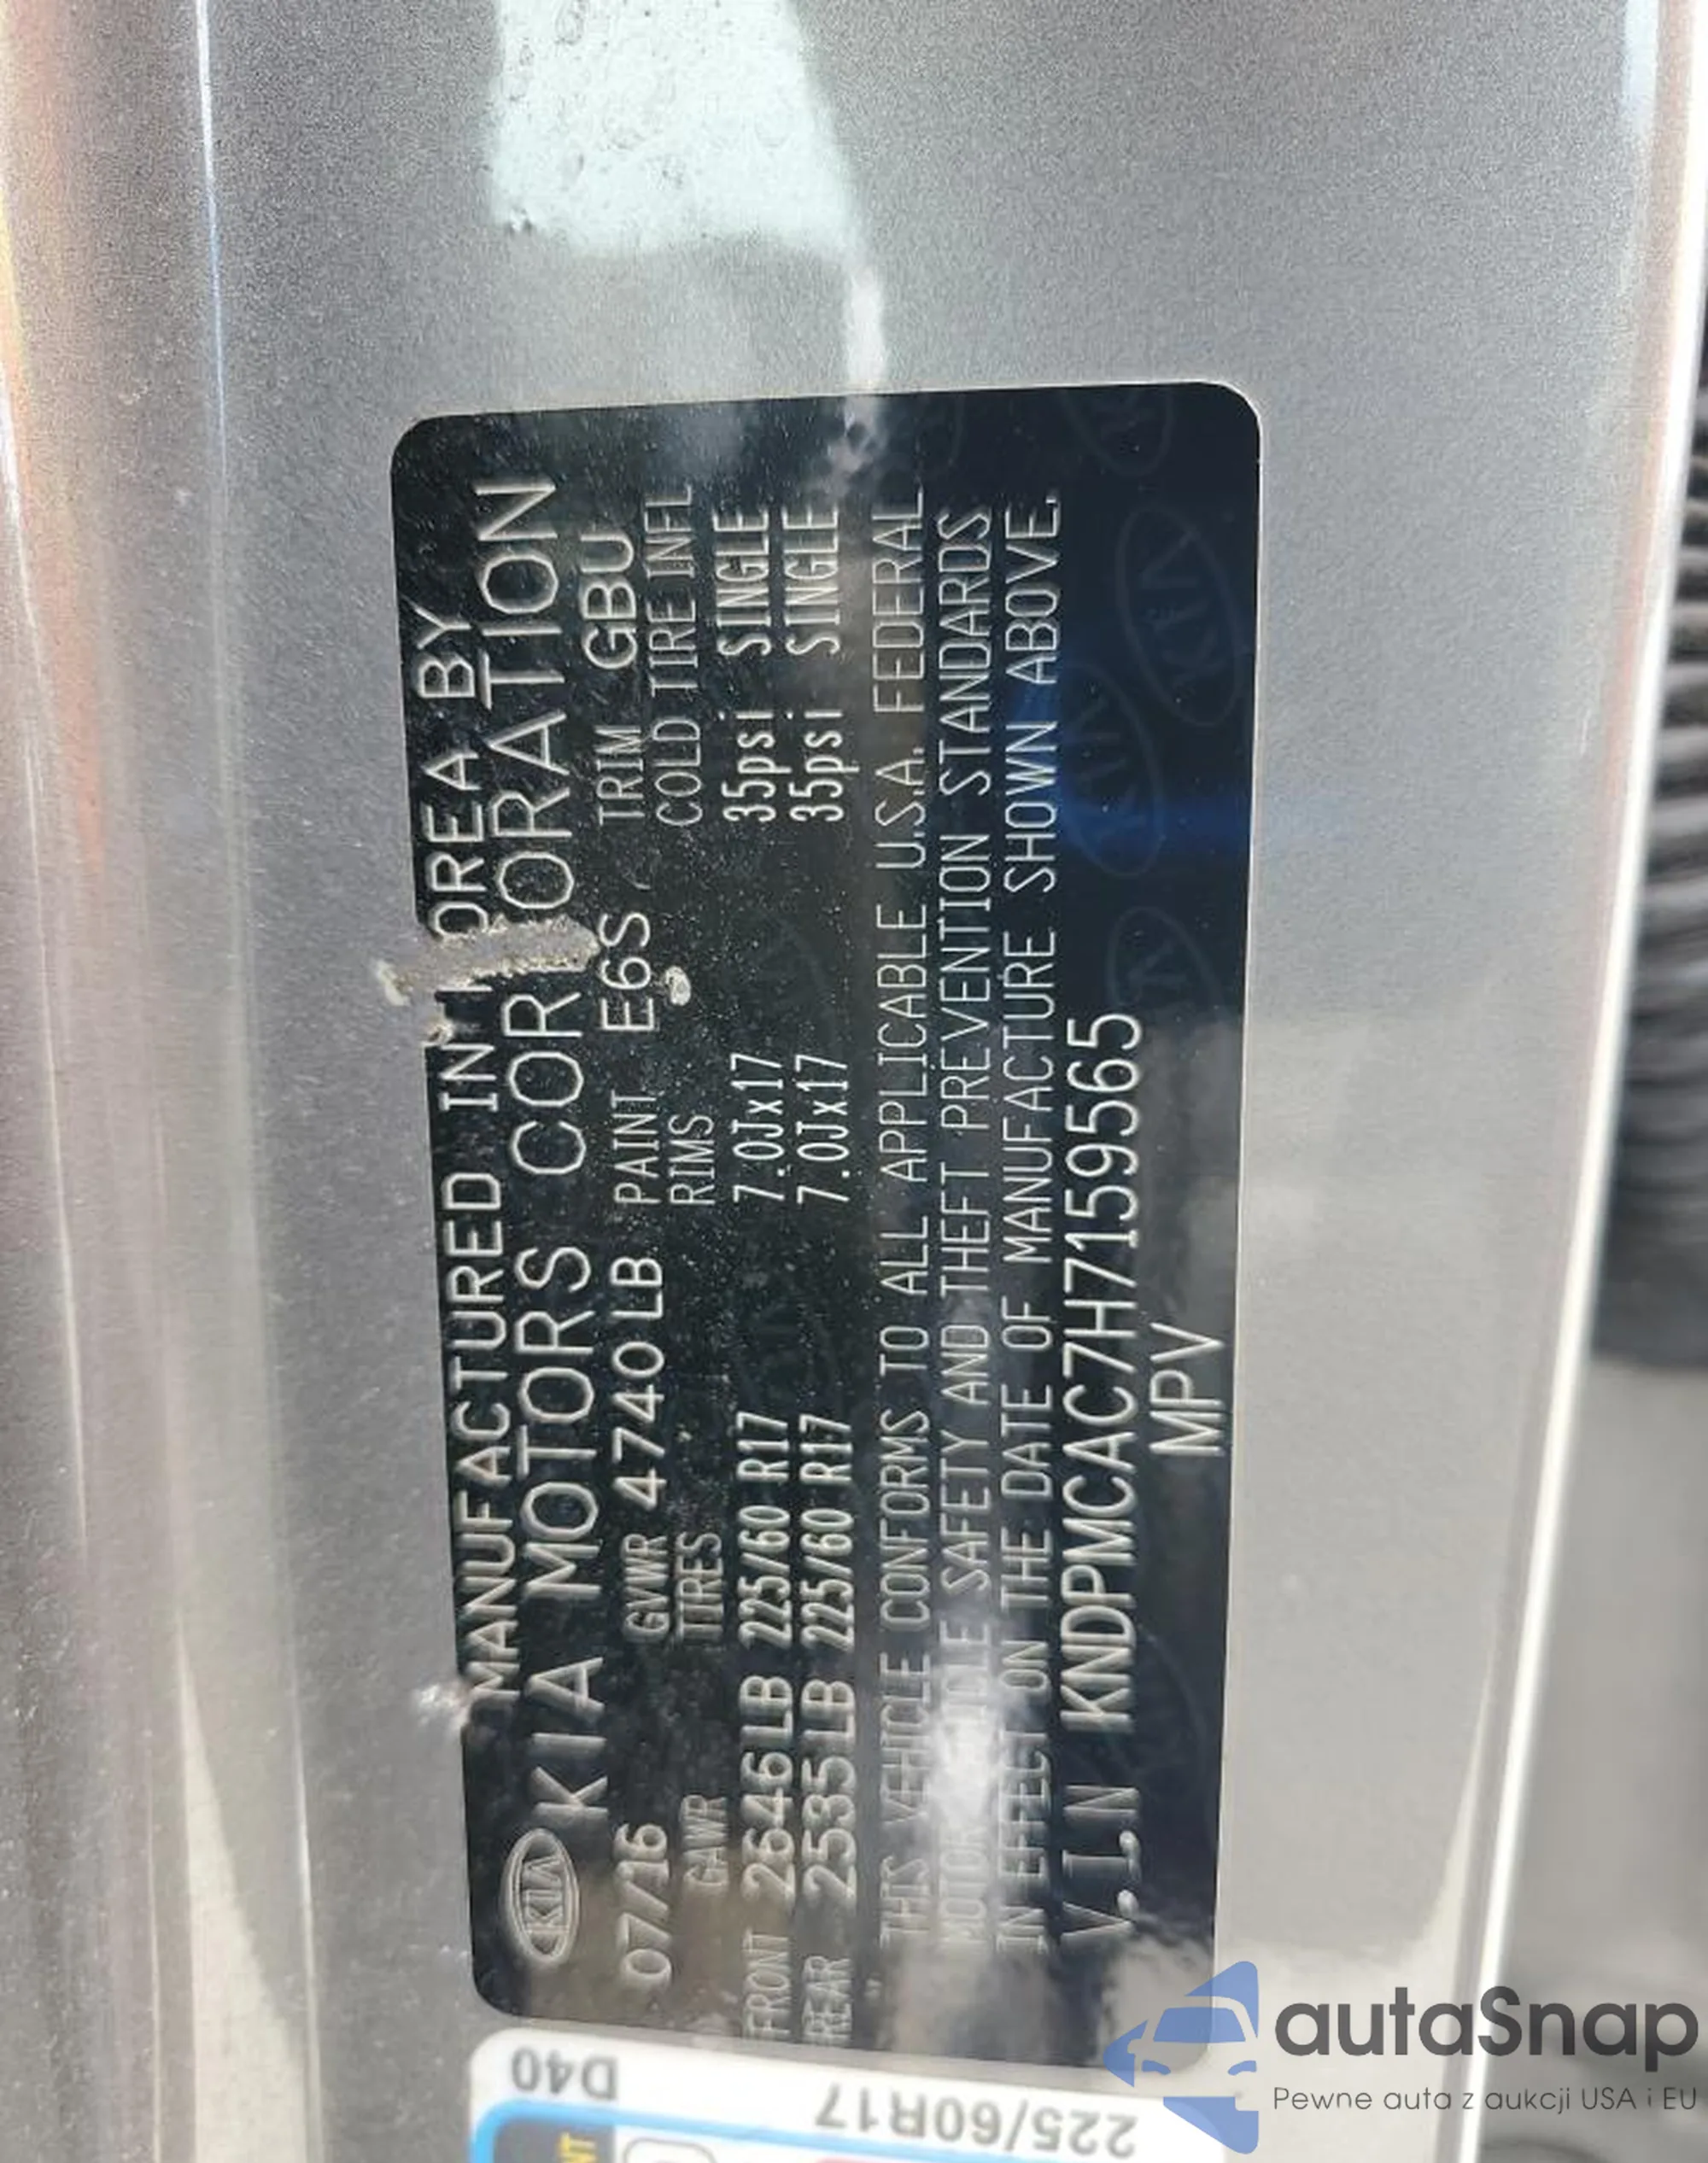 MANUFACTURED IN KOREA BY
KIA KIA MOTORS CORPORATION
07/16 GVWR 4740LB PAINT E6S TRIM GBU
GAWR TIRES RIMS COLD TIRE INFL
FRONT 2646LB 225/60 R17 7.0Jx17 35psi SINGLE
REAR 2535LB 225/60 R17 7.0Jx17 35psi SINGLE
THIS VEHICLE CONFORMS TO ALL APPLICABLE U.S.A. FEDERAL
MOTOR VEHICLE SAFETY AND THEFT PREVENTION STANDARDS
IN EFFECT ON THE DATE OF MANUFACTURE SHOWN ABOVE.
V.I.N KNDPMCAC7H7159565
MPV
D40
225/60R17
autaSnap
Pewne auta z aukcji USA i EU